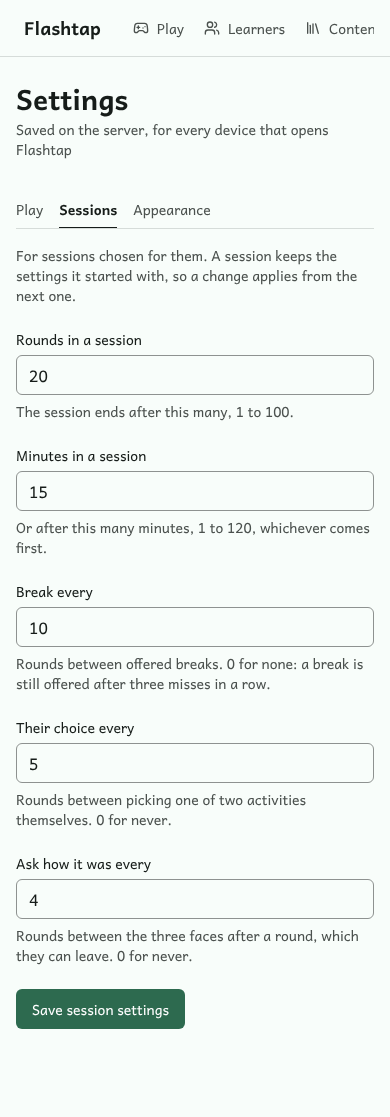 Flashtap
Play
Learners
Settings
Saved on the server, for every device that opens
Flashtap
Play
Sessions
Appearance
For sessions chosen for them. A session keeps the
settings it started with, so a change applies from the
next one.
Rounds in a session
20
The session ends after this many, 1 to 100.
Minutes in a session
15
Or after this many minutes, 1 to 120, whichever comes
first.
Break every
10
Rounds between offered breaks. 0 for none: a break is
still offered after three misses in a row.
Their choice every
5
Rounds between picking one of two activities
themselves. 0 for never.
Ask how it was every
4
Rounds between the three faces after a round, which
they can leave. 0 for never.
Save session settings